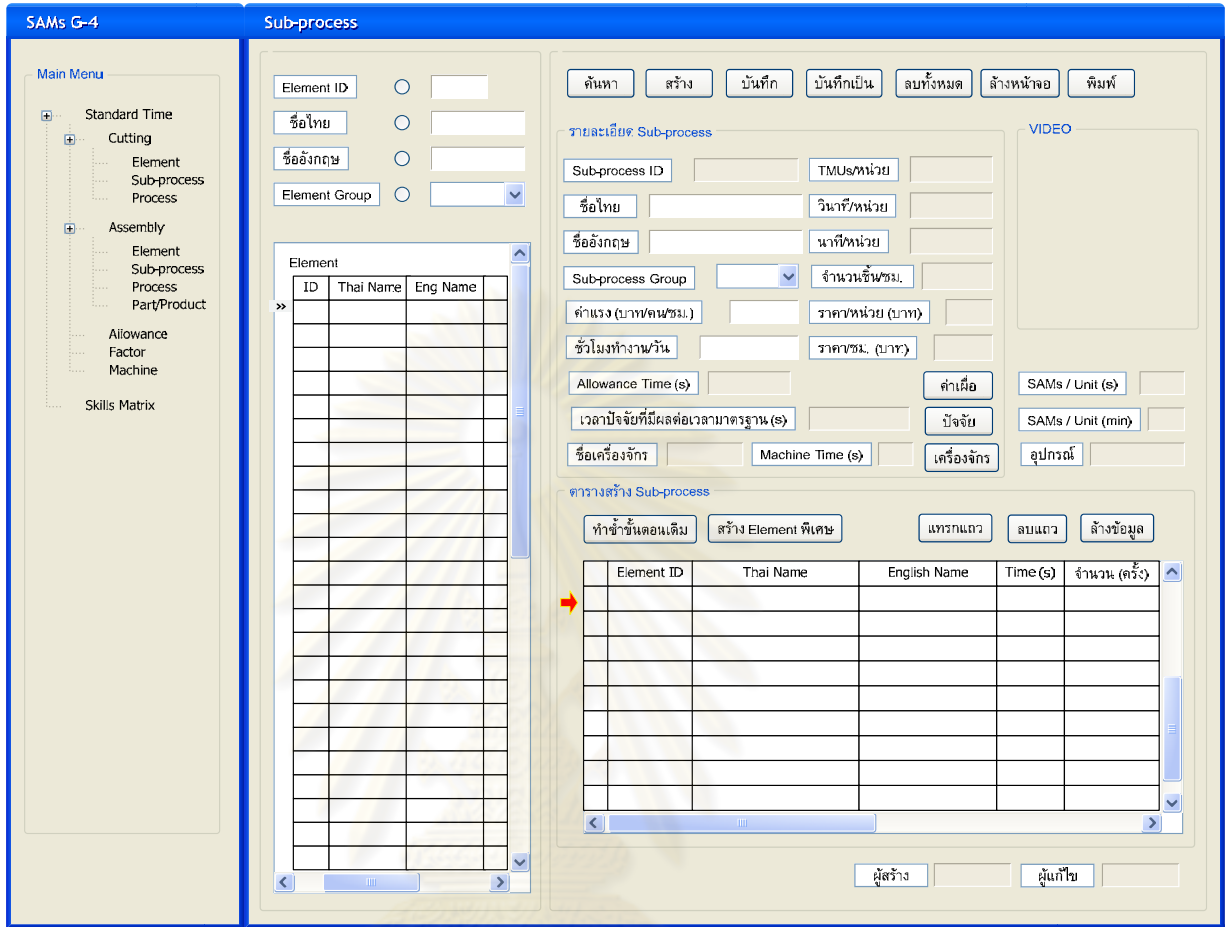 SAMs G-4
Sub-process
Main Menu
Standard Time
Cutting
Element
Sub-process
Process
Assembly
Element
Sub-process
Process
Part/Product
Allowance
Factor
Machine
Skills Matrix
Element ID
ชื่อไทย
ชื่ออังกฤษ
Element Group
Element
ID Thai Name Eng Name
»
ค้นหา สร้าง บันทึก บันทึกเป็น ลบทั้งหมด ล้างหน้าจอ พิมพ์
รายละเอียด Sub-process
VIDEO
Sub-process ID TMUs/หน่วย
ชื่อไทย วินาที/หน่วย
ชื่ออังกฤษ นาที/หน่วย
Sub-process Group จำนวนชิ้น/ชม.
ค่าแรง (บาท/คน/ชม.) ราคา/หน่วย (บาท)
ชั่วโมงทำงาน/วัน ราคา/ชม. (บาท)
Allowance Time (s) ค่าเผื่อ SAMs / Unit (s)
เวลาปัจจัยที่มีผลต่อเวลามาตรฐาน (s) ปัจจัย SAMs / Unit (min)
ชื่อเครื่องจักร Machine Time (s) เครื่องจักร อุปกรณ์
ตารางสร้าง Sub-process
ทำซ้ำขั้นตอนเดิม สร้าง Element พิเศษ แทรกแถว ลบแถว ล้างข้อมูล
Element ID Thai Name English Name Time (s) จำนวน (ครั้ง)
ผู้สร้าง ผู้แก้ไข